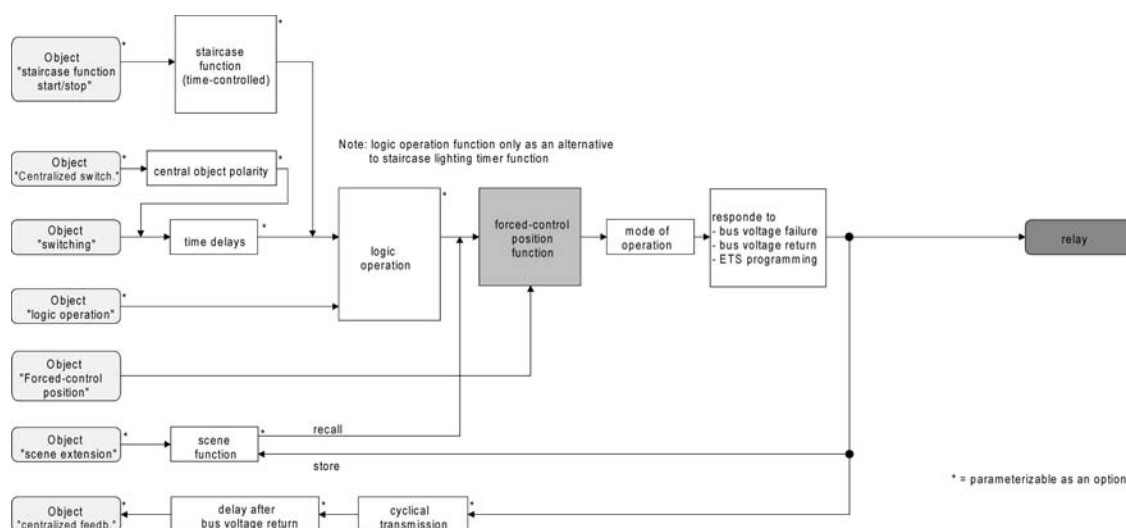 *
*
Object
"staircase function
start/stop"
staircase
function
(time-controlled)
Note: logic operation function only as an alternative
to staircase lighting timer function
*
*
Object
"Centralized switch."
central object polarity
*
Object
"switching"
time delays
*
*
logic
operation
forced-control
position
function
mode of
operation
responde to
- bus voltage failure
- bus voltage return
- ETS programming
relay
Object
"logic operation"
*
Object
"Forced-control
position"
Object
"scene extension"
*
scene
function
*
recall
store
* = parameterizable as an option
Object
"centralized feedb."
*
delay after
bus voltage return
*
cyclical
transmission
*